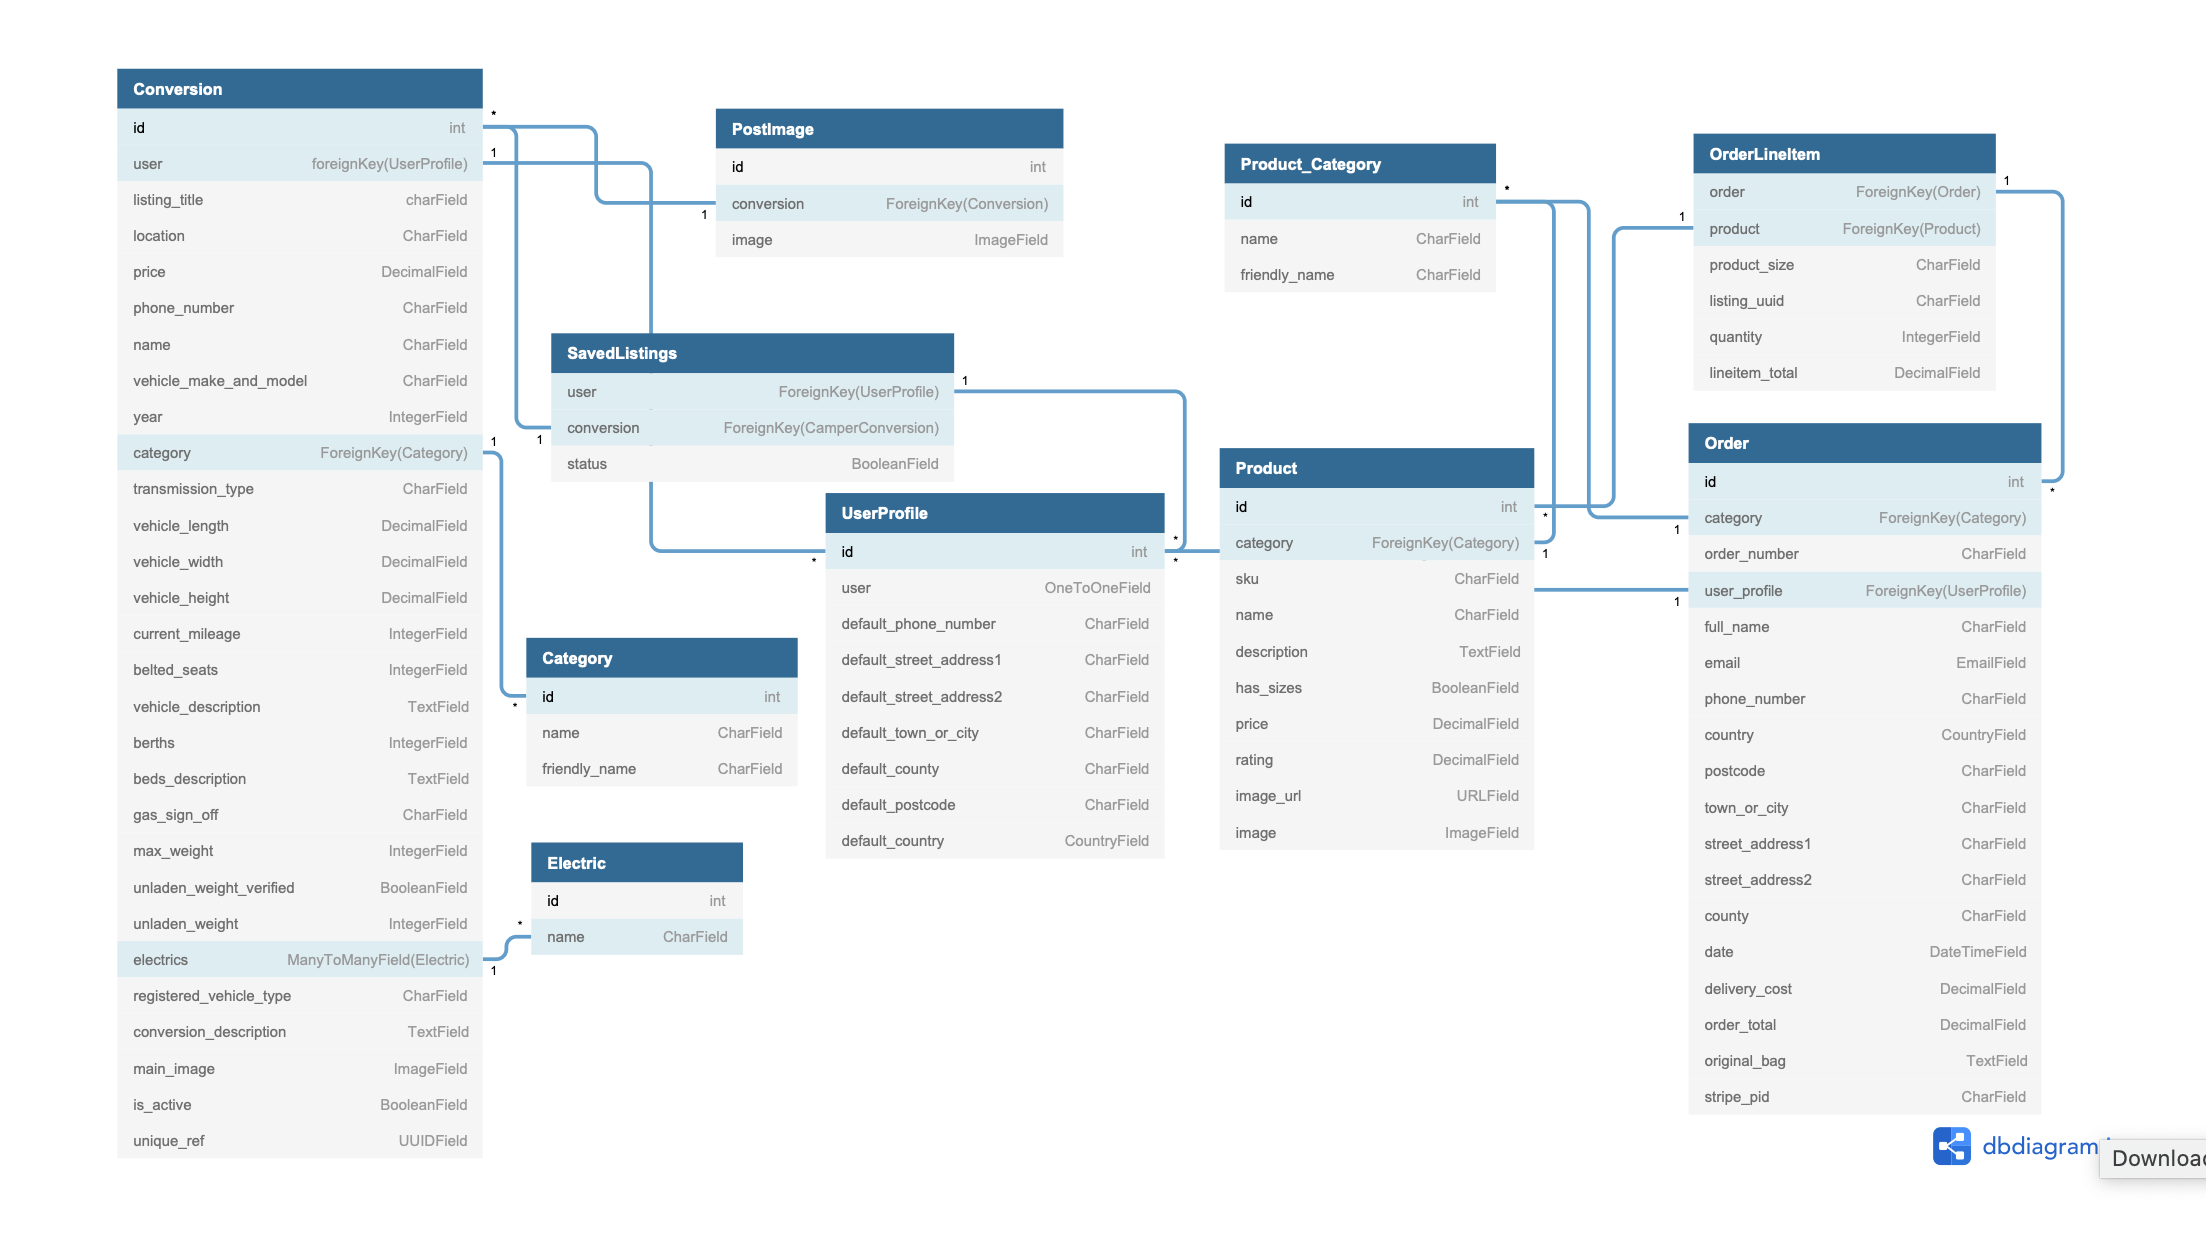 Conversion
id int
user foreignKey(UserProfile)
listing_title charField
location CharField
price DecimalField
phone_number CharField
name CharField
vehicle_make_and_model CharField
year IntegerField
category ForeignKey(Category)
transmission_type CharField
vehicle_length DecimalField
vehicle_width DecimalField
vehicle_height DecimalField
current_mileage IntegerField
belted_seats IntegerField
vehicle_description TextField
berths IntegerField
beds_description TextField
gas_sign_off CharField
max_weight IntegerField
unladen_weight_verified BooleanField
unladen_weight IntegerField
electrics ManyToManyField(Electric)
registered_vehicle_type CharField
conversion_description TextField
main_image ImageField
is_active BooleanField
unique_ref UUIDField
*
1
1
1
PostImage
id int
conversion ForeignKey(Conversion)
image ImageField
1
SavedListings
user ForeignKey(UserProfile)
conversion ForeignKey(CamperConversion)
status BooleanField
1
1
Category
id int
name CharField
friendly_name CharField
*
Electric
id int
name CharField
*
UserProfile
id int
user OneToOneField
default_phone_number CharField
default_street_address1 CharField
default_street_address2 CharField
default_town_or_city CharField
default_county CharField
default_postcode CharField
default_country CountryField
*
*
*
Product_Category
id int
name CharField
friendly_name CharField
*
Product
id int
category ForeignKey(Category)
sku CharField
name CharField
description TextField
has_sizes BooleanField
price DecimalField
rating DecimalField
image_url URLField
image ImageField
*
1
OrderLineItem
order ForeignKey(Order)
product ForeignKey(Product)
product_size CharField
listing_uuid CharField
quantity IntegerField
lineitem_total DecimalField
1
1
Order
id int
category ForeignKey(Category)
order_number CharField
user_profile ForeignKey(UserProfile)
full_name CharField
email EmailField
phone_number CharField
country CountryField
postcode CharField
town_or_city CharField
street_address1 CharField
street_address2 CharField
county CharField
date DateTimeField
delivery_cost DecimalField
order_total DecimalField
original_bag TextField
stripe_pid CharField
*
1
1
dbdiagram